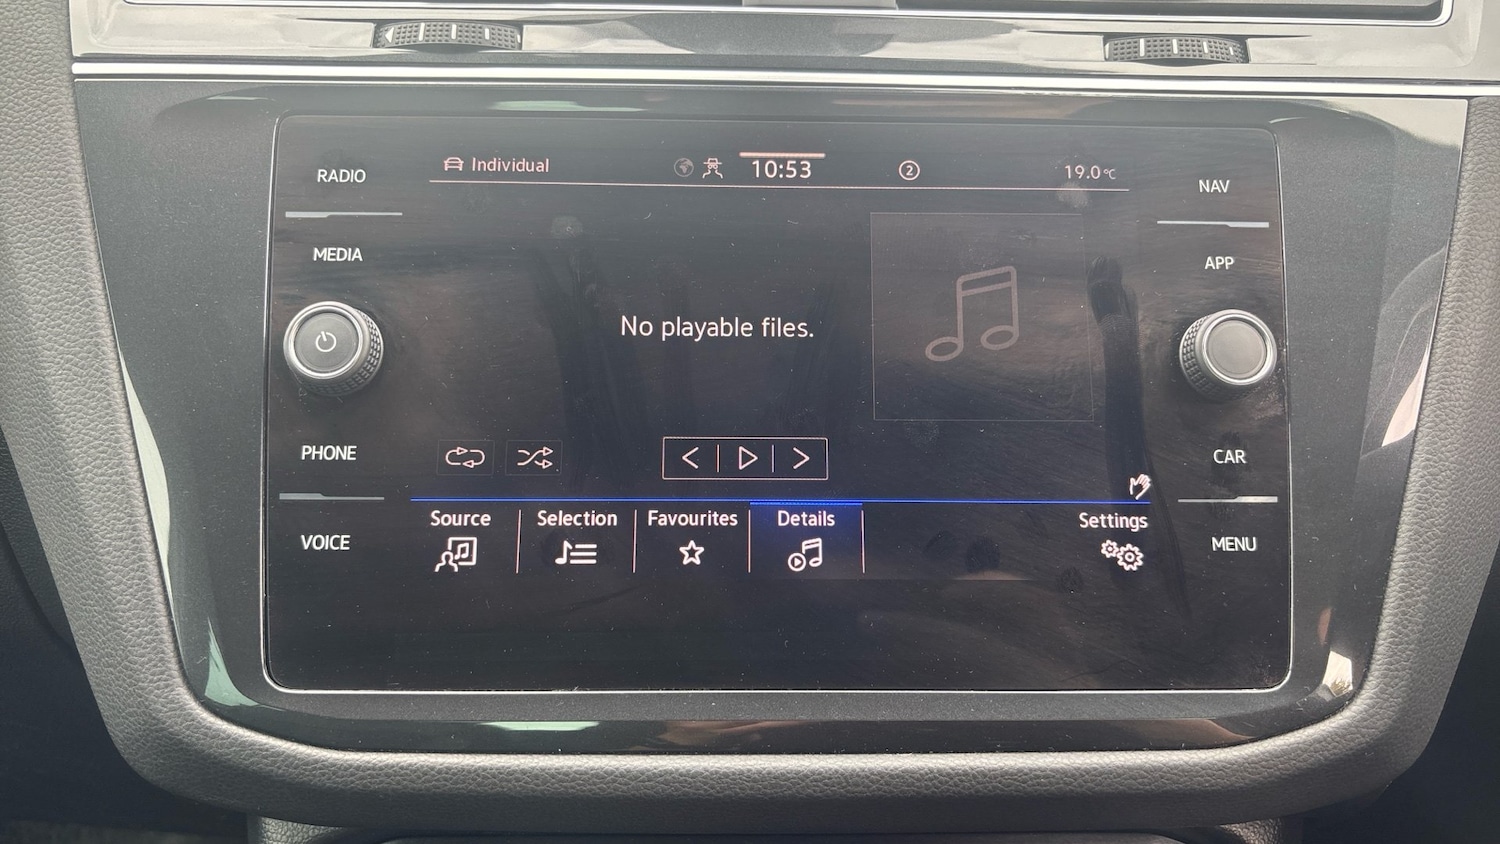 RADIO
Individual
10:53
2
19.0°C
NAV
MEDIA
APP
No playable files.
PHONE
CAR
Source
Selection
Favourites
Details
Settings
VOICE
MENU